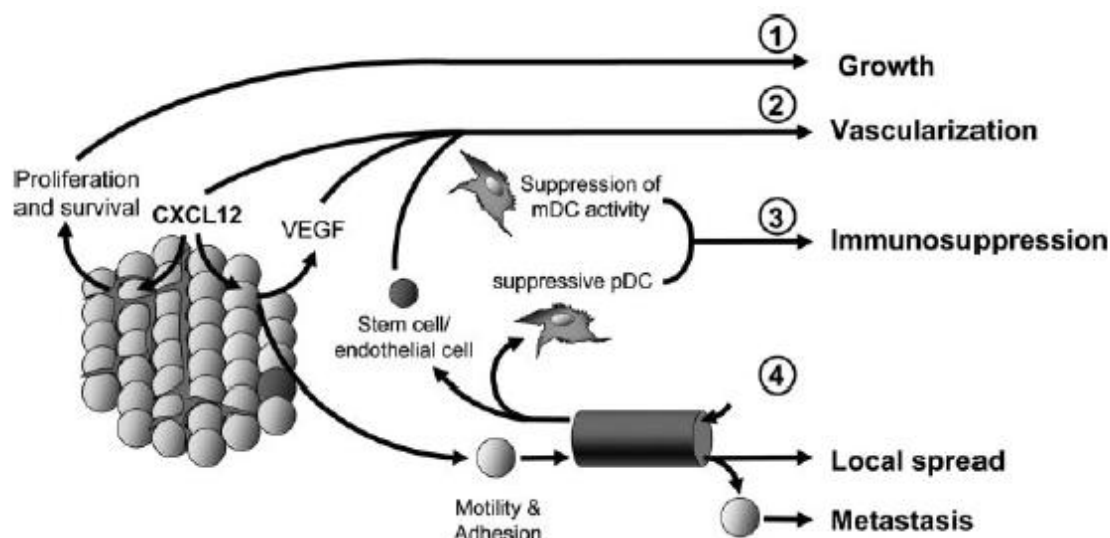 1
Growth
2
Vascularization
Proliferation
and survival
CXCL12
VEGF
Suppression of
mDC activity
3
Immunosuppression
suppressive pDC
Stem cell/
endothelial cell
4
Local spread
Motility &
Adhesion
Metastasis